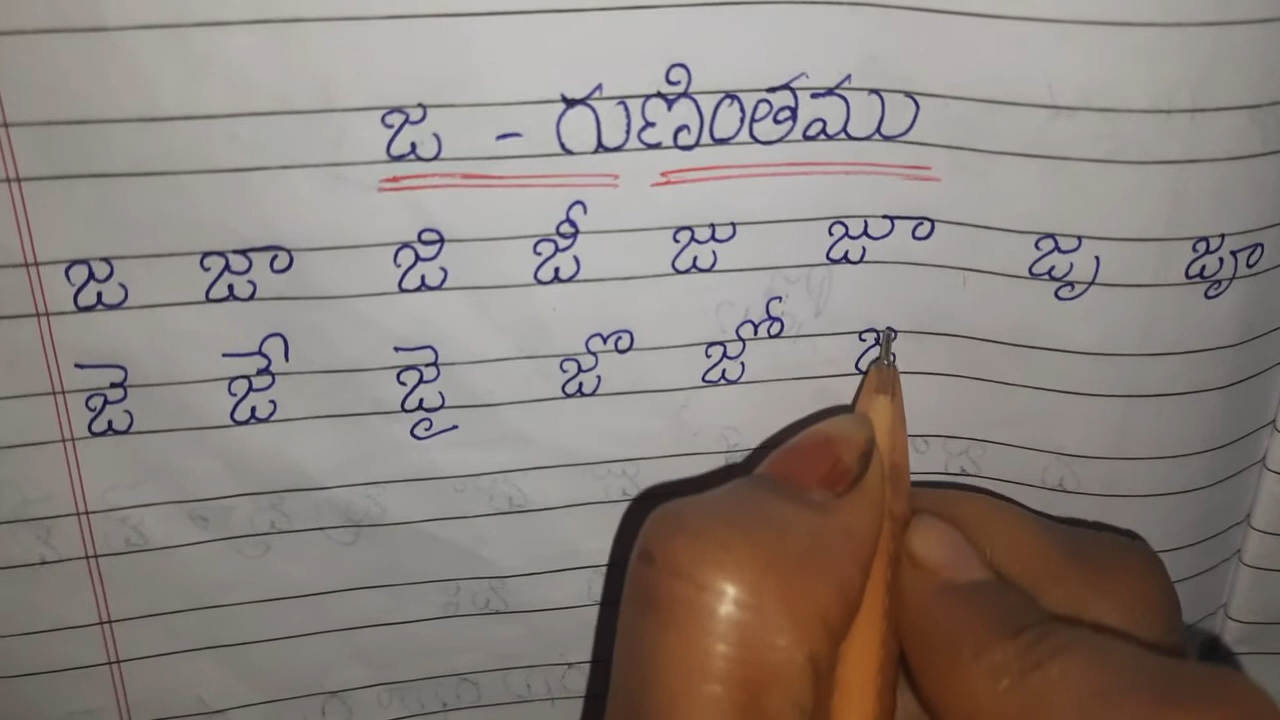 జ - గుణింతము
జ జా జి జీ జు జూ జృ జౄ
జె జే జై జొ జో